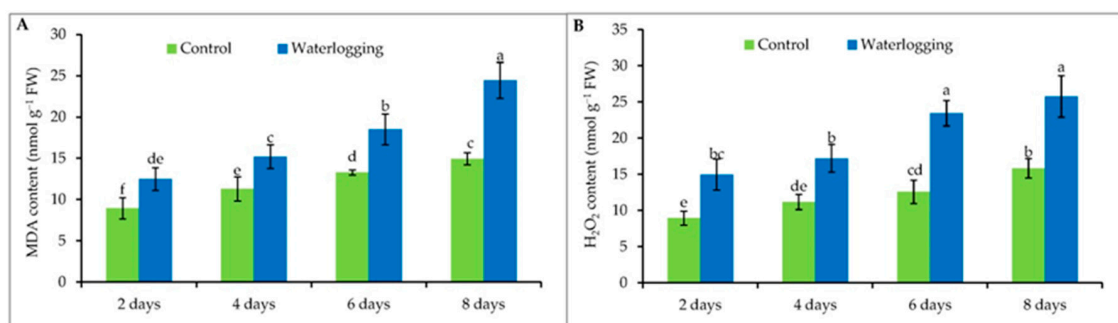 A
MDA content (nmol g⁻¹ FW)
30
25
20
15
10
5
0
Control Waterlogging
f de e c d b c a
2 days 4 days 6 days 8 days
B
H₂O₂ content (nmol g⁻¹ FW)
35
30
25
20
15
10
5
0
Control Waterlogging
e bc de b cd a b a
2 days 4 days 6 days 8 days